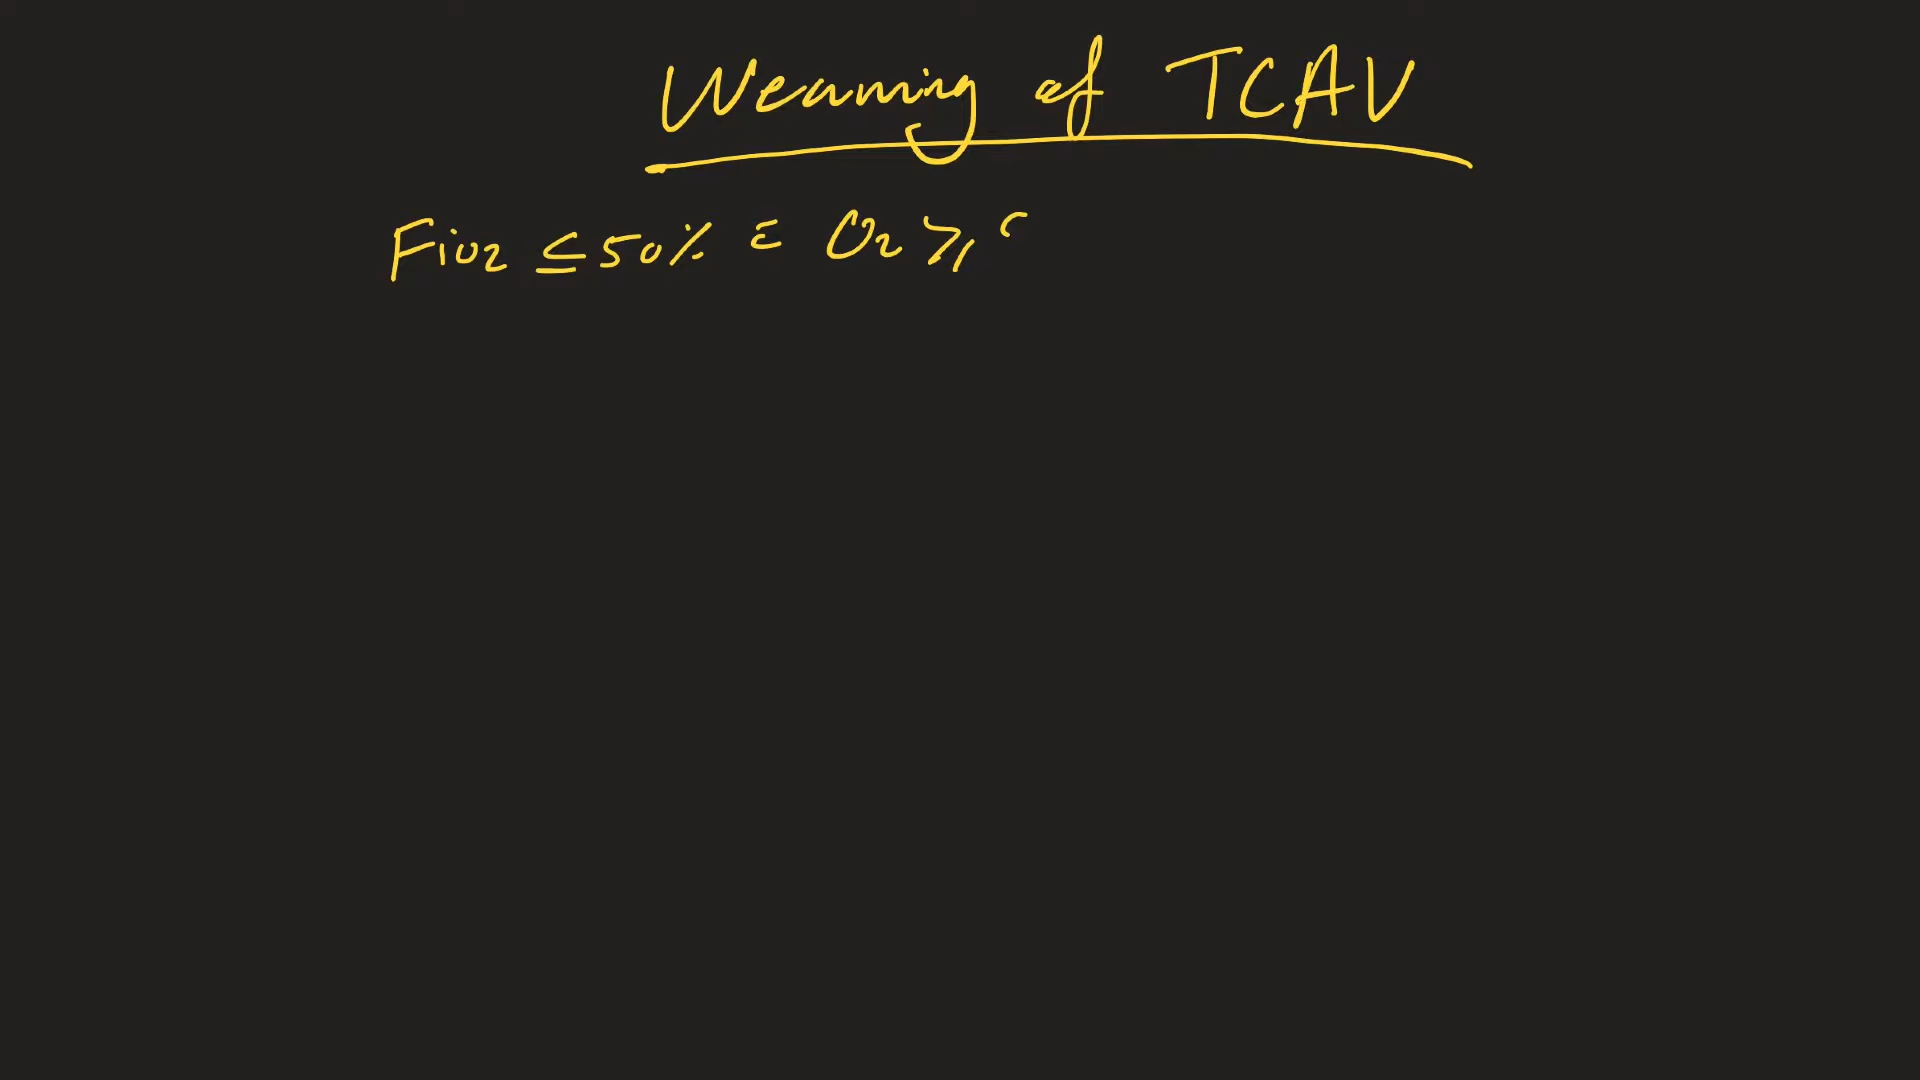 Weaning of TCAV
FiO2 ≤ 50% c̄ O2 ≥